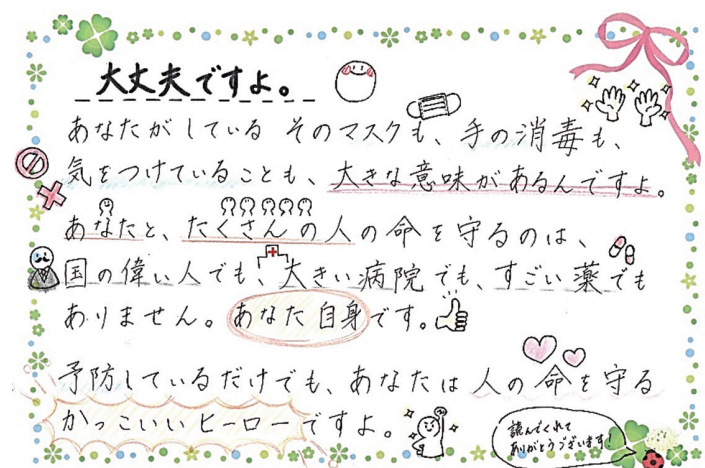 大丈夫ですよ。
あなたがしている そのマスクも、手の消毒も、
気をつけていることも、大きな意味があるんですよ。
あなたと、たくさんの人の命を守るのは、
国の偉い人でも、大きい病院でも、すごい薬でも
ありません。あなた自身です。
予防しているだけでも、あなたは人の命を守る
かっこいいヒーローですよ。
読んでくれて
ありがとうございます!